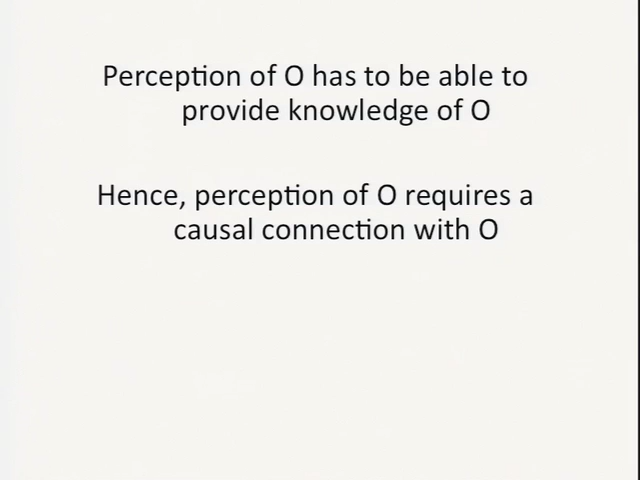 Perception of O has to be able to
provide knowledge of O
Hence, perception of O requires a
causal connection with O